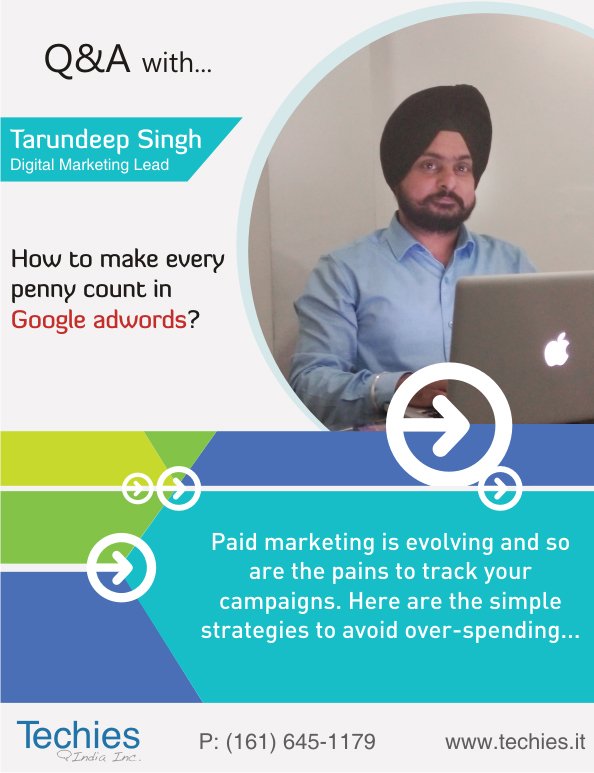 Q&A with...
Tarundeep Singh
Digital Marketing Lead
How to make every
penny count in
Google adwords?
Paid marketing is evolving and so
are the pains to track your
campaigns. Here are the simple
strategies to avoid over-spending...
Techies
India Inc.
P: (161) 645-1179
www.techies.it